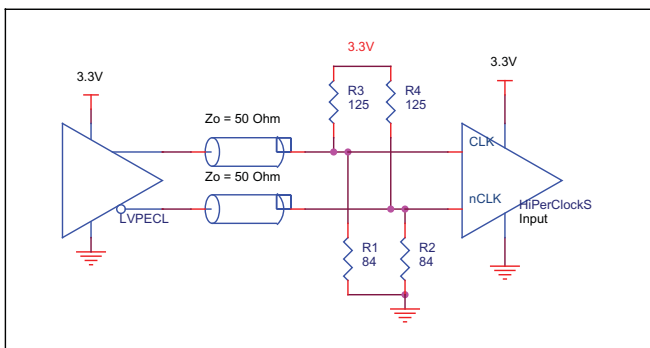 3.3V
3.3V
3.3V
R3
125
R4
125
Zo = 50 Ohm
CLK
Zo = 50 Ohm
nCLK
LVPECL
HiPerClockS
Input
R1
84
R2
84